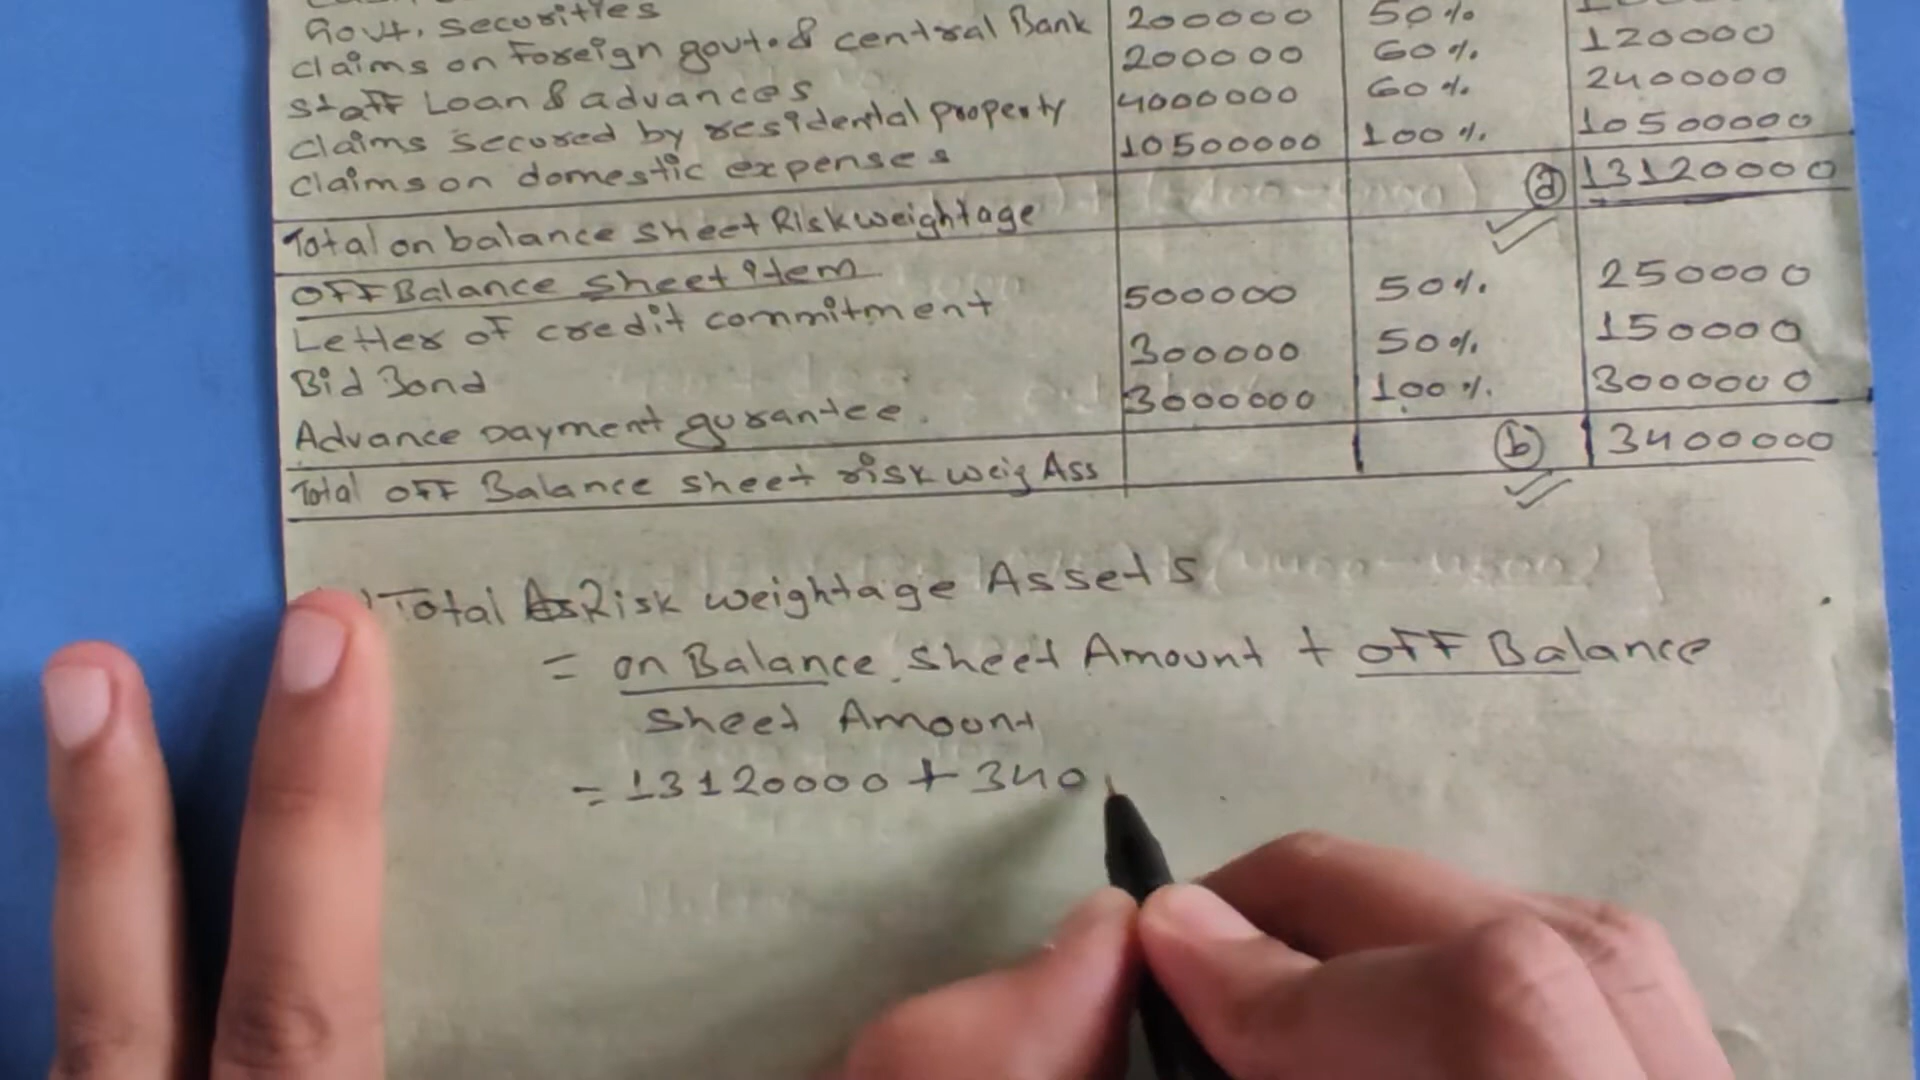 Govt. securities
claims on Foreign govt. & central Bank 200000 50%
Staff Loan & advances 200000 60% 120000
claims secured by residental property 4000000 60% 2400000
claims on domestic expenses 10500000 100% 10500000
Total on balance sheet Risk weightage (a) 13120000
OFF Balance sheet item
Letter of credit commitment 500000 50% 250000
Bid Bond 300000 50% 150000
Advance payment gurantee. 3000000 100% 3000000
Total OFF Balance sheet risk weig Ass (b) 3400000
Total Risk weightage Assets
= on Balance sheet Amount + OFF Balance
sheet Amount
= 13120000 + 340